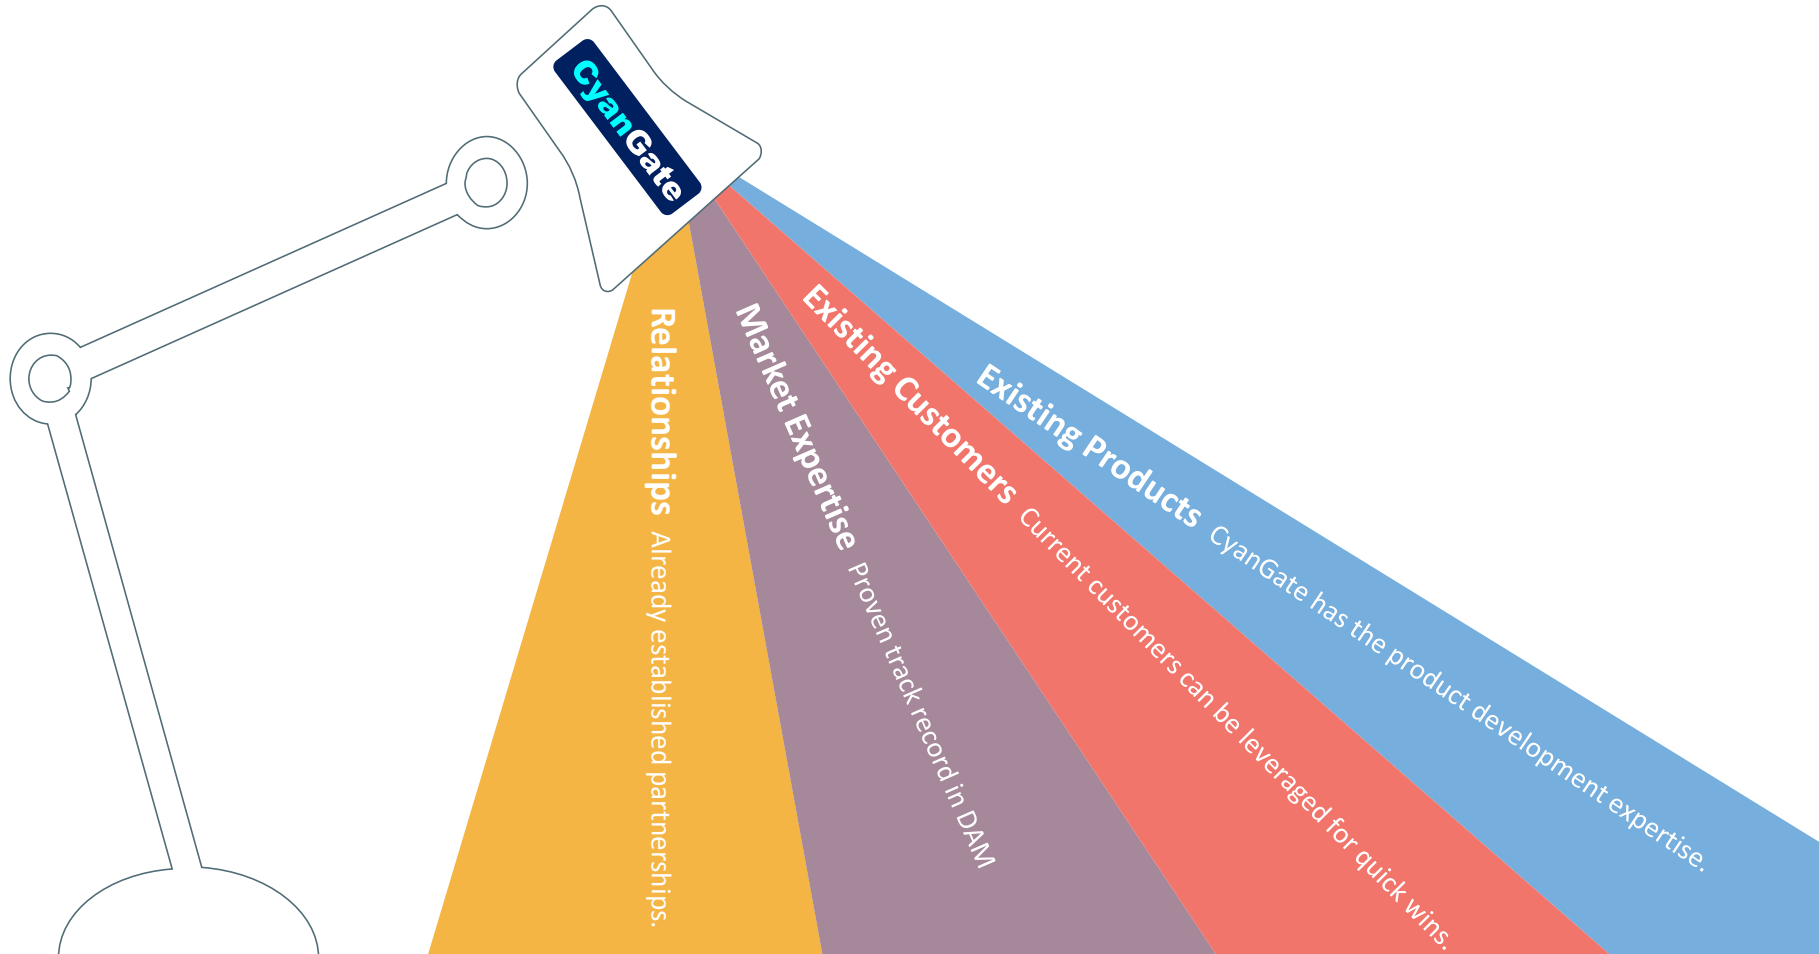 CyanGate
Relationships Already established partnerships.
Market Expertise Proven track record in DAM
Existing Customers Current customers can be leveraged for quick wins.
Existing Products CyanGate has the product development expertise.